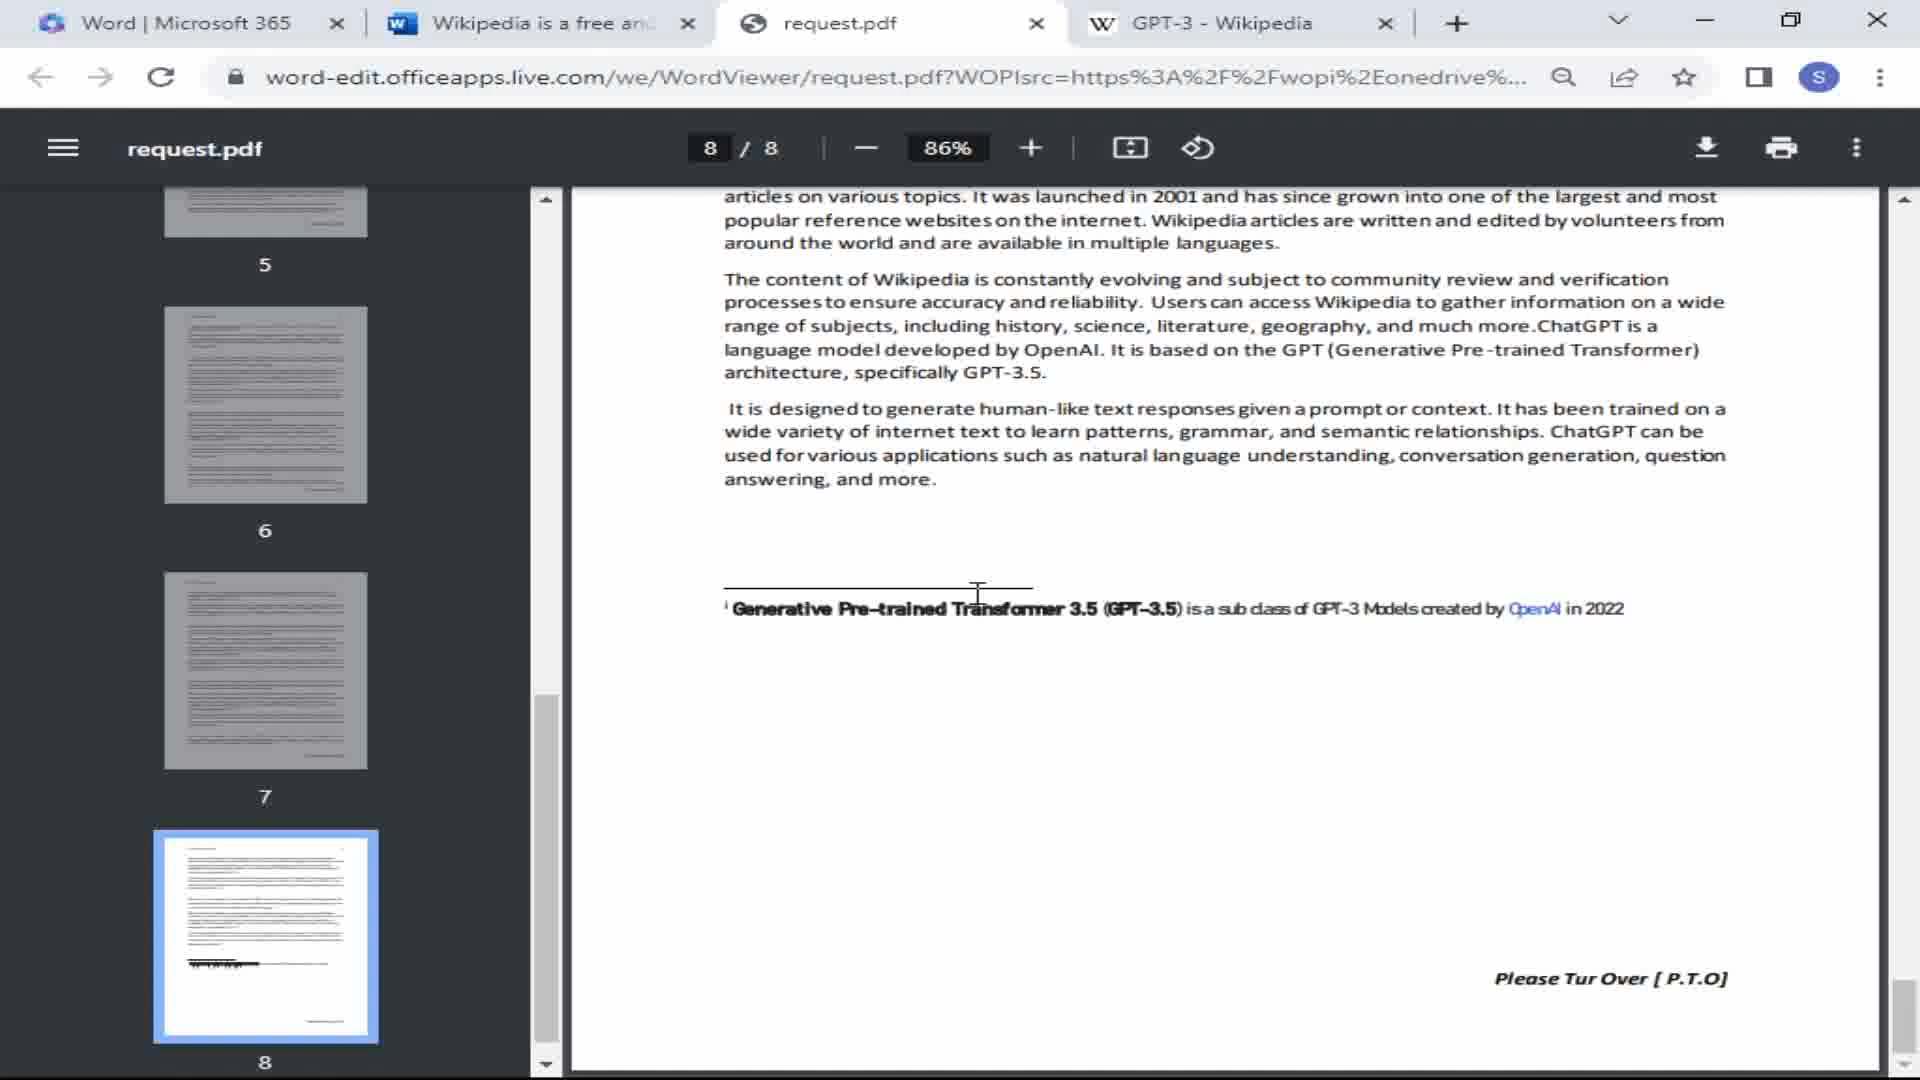 Word | Microsoft 365
Wikipedia is a free an
request.pdf
GPT-3 - Wikipedia
word-edit.officeapps.live.com/we/WordViewer/request.pdf?WOPIsrc=https%3A%2F%2Fwopi%2Eonedrive%...
S
request.pdf
8 / 8
86%
5
6
7
8
articles on various topics. It was launched in 2001 and has since grown into one of the largest and most
popular reference websites on the internet. Wikipedia articles are written and edited by volunteers from
around the world and are available in multiple languages.
The content of Wikipedia is constantly evolving and subject to community review and verification
processes to ensure accuracy and reliability. Users can access Wikipedia to gather information on a wide
range of subjects, including history, science, literature, geography, and much more.ChatGPT is a
language model developed by OpenAI. It is based on the GPT (Generative Pre-trained Transformer)
architecture, specifically GPT-3.5.
It is designed to generate human-like text responses given a prompt or context. It has been trained on a
wide variety of internet text to learn patterns, grammar, and semantic relationships. ChatGPT can be
used for various applications such as natural language understanding, conversation generation, question
answering, and more.
i Generative Pre-trained Transformer 3.5 (GPT-3.5) is a sub class of GPT-3 Models created by OpenAI in 2022
Please Tur Over [ P.T.O]